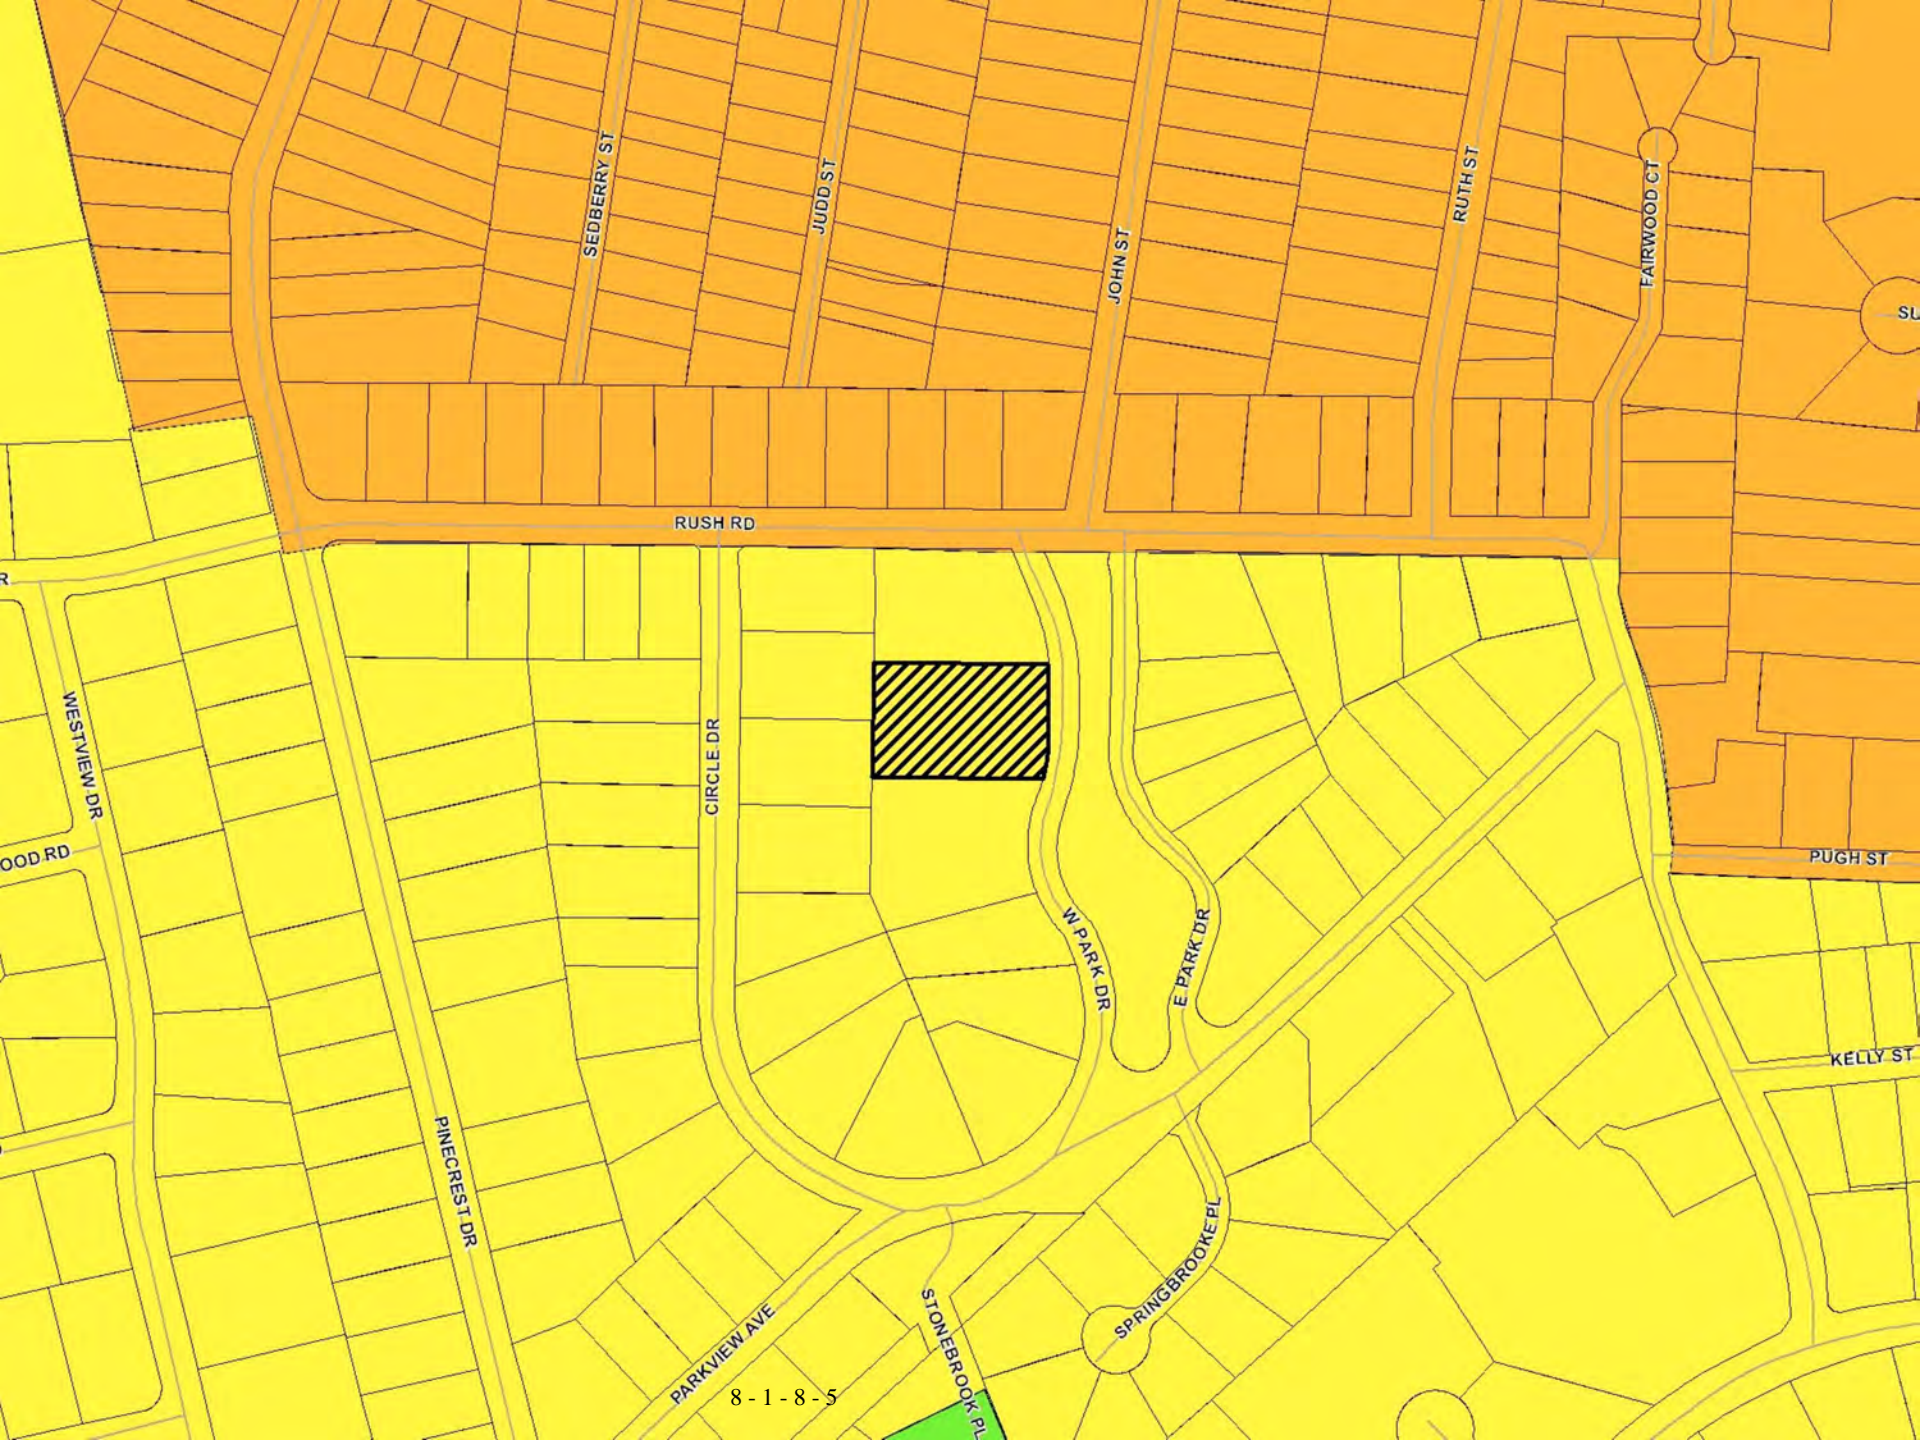 SEDBERRY ST
JUDD ST
JOHN ST
RUTH ST
FAIRWOOD CT
SU
RUSH RD
R
WESTVIEW DR
CIRCLE DR
OOD RD
PUGH ST
W PARK DR
E PARK DR
KELLY ST
PINECREST DR
SPRINGBROOKE PL
STONEBROOK PL
PARKVIEW AVE
8-1-8-5